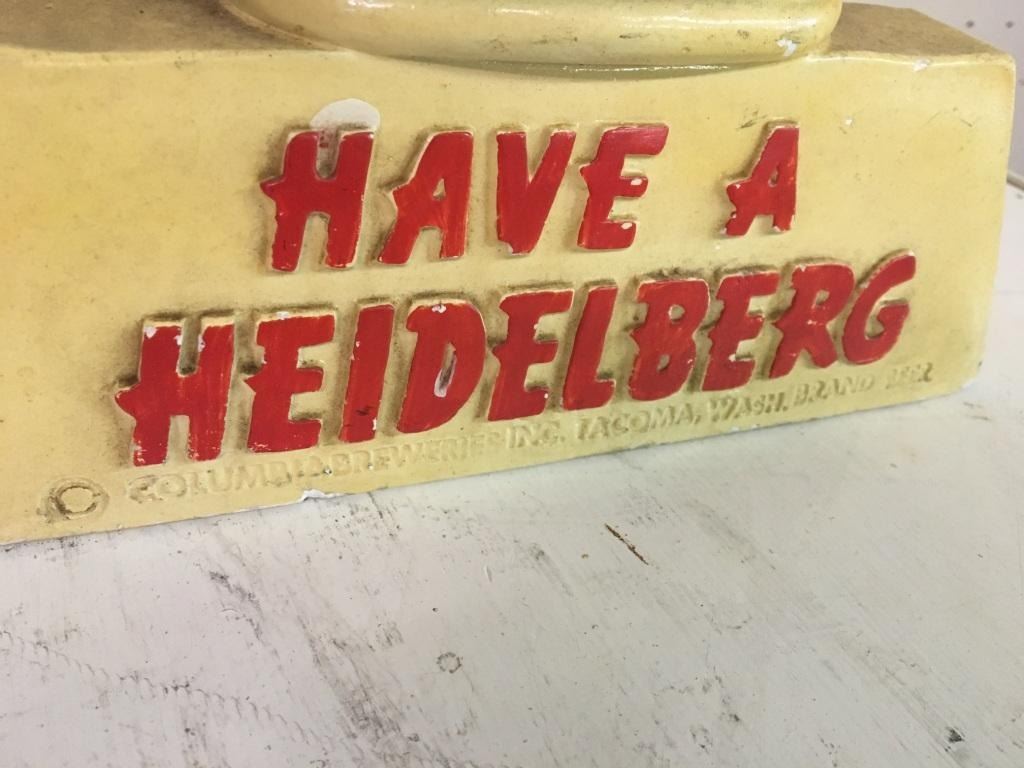 HAVE A
HEIDELBERG
© COLUMBIA BREWERIES INC. TACOMA, WASH. BRAND BEER